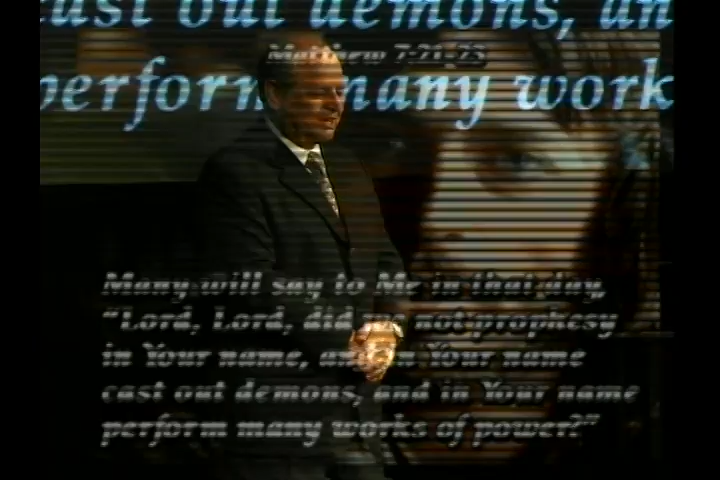 cast out demons, an
Matthew 7:21, 23
perform many work
Many will say to Me in that day,
“Lord, Lord, did we not prophesy
in Your name, and in Your name
cast out demons, and in Your name
perform many works of power?”